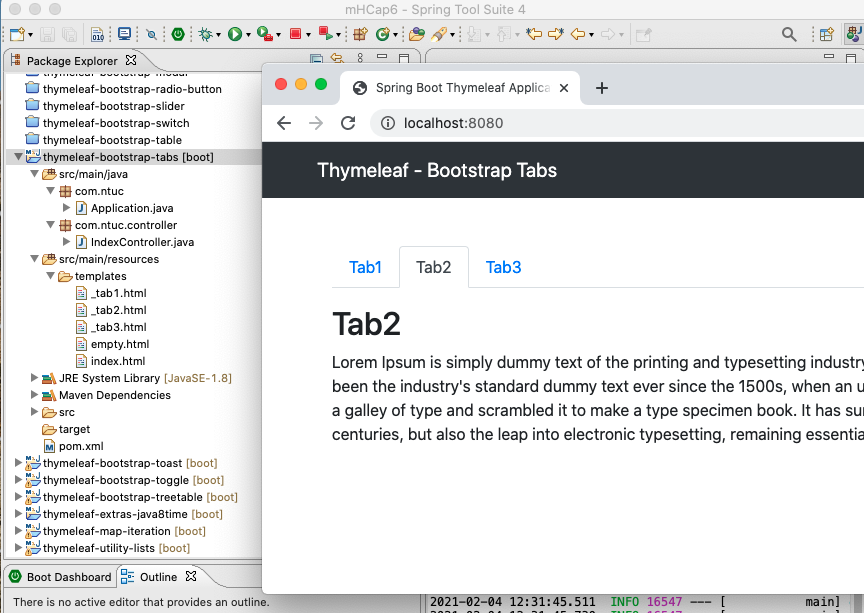 mHCap6 - Spring Tool Suite 4
Package Explorer
thymeleaf-bootstrap-modal
thymeleaf-bootstrap-radio-button
thymeleaf-bootstrap-slider
thymeleaf-bootstrap-switch
thymeleaf-bootstrap-table
thymeleaf-bootstrap-tabs [boot]
src/main/java
com.ntuc
Application.java
com.ntuc.controller
IndexController.java
src/main/resources
templates
_tab1.html
_tab2.html
_tab3.html
empty.html
index.html
JRE System Library [JavaSE-1.8]
Maven Dependencies
src
target
pom.xml
thymeleaf-bootstrap-toast [boot]
thymeleaf-bootstrap-toggle [boot]
thymeleaf-bootstrap-treetable [boot]
thymeleaf-extras-java8time [boot]
thymeleaf-map-iteration [boot]
thymeleaf-utility-lists [boot]
Boot Dashboard
Outline
There is no active editor that provides an outline.
Spring Boot Thymeleaf Applica
localhost:8080
Thymeleaf - Bootstrap Tabs
Tab1 Tab2 Tab3
Tab2
Lorem Ipsum is simply dummy text of the printing and typesetting industry
been the industry's standard dummy text ever since the 1500s, when an u
a galley of type and scrambled it to make a type specimen book. It has sur
centuries, but also the leap into electronic typesetting, remaining essentia
2021-02-04 12:31:45.511 INFO 16547 --- [ main]